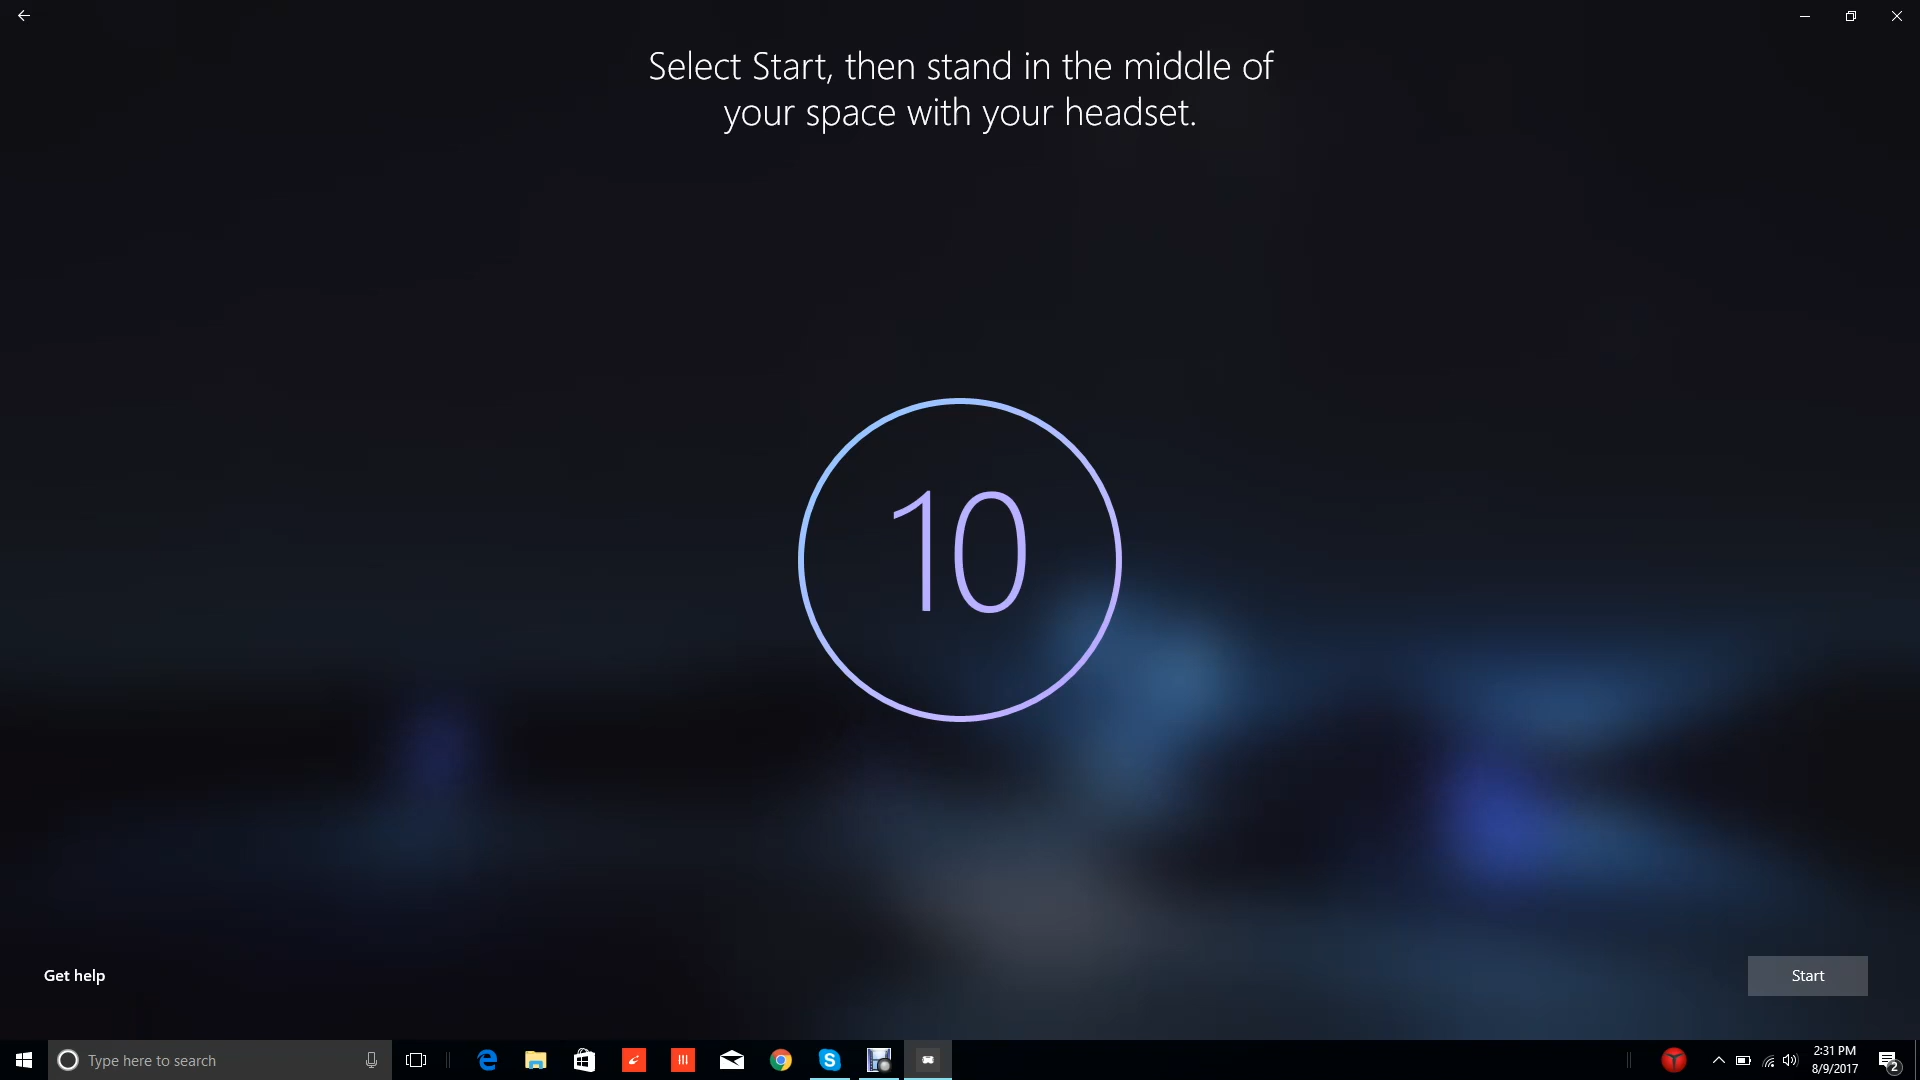 Select Start, then stand in the middle of
your space with your headset.
10
Get help
Start
Type here to search
2:31 PM
8/9/2017
2